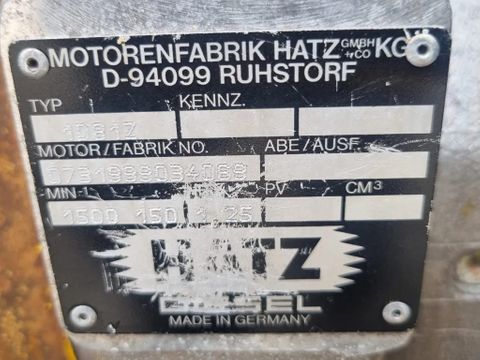 MOTORENFABRIK HATZ GMBH +CO KG
D-94099 RUHSTORF
TYP KENNZ.
1D81Z
MOTOR/FABRIK NO. ABE/AUSF.
MIN-1 PV CM³
1500
HATZ
DIESEL
MADE IN GERMANY